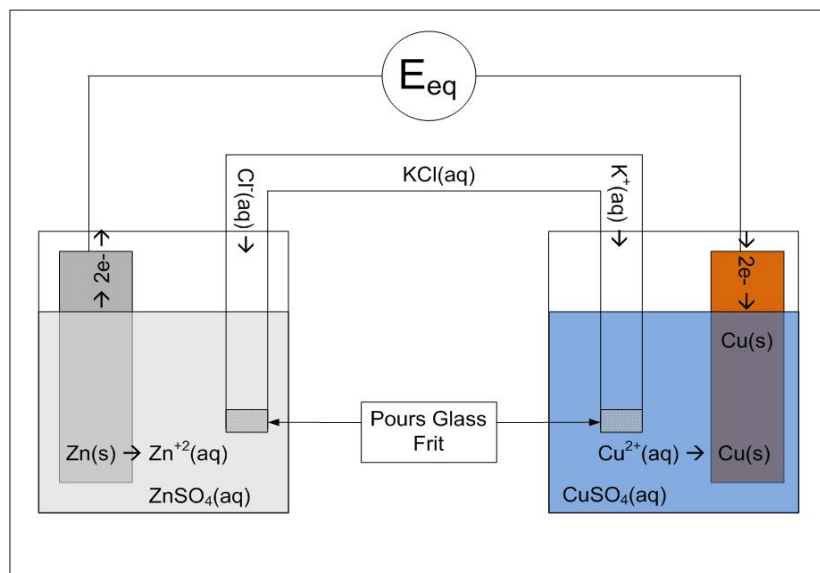 E_eq
Cl⁻(aq) →
KCl(aq)
K⁺(aq) →
→ 2e- →
→ 2e- →
Cu(s)
Pours Glass
Frit
Zn(s) → Zn⁺²(aq)
Cu²⁺(aq) → Cu(s)
ZnSO₄(aq)
CuSO₄(aq)